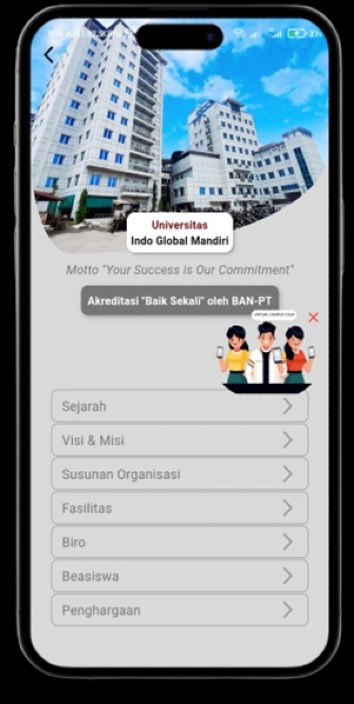 Universitas
Indo Global Mandiri
Motto "Your Success is Our Commitment"
Akreditasi "Baik Sekali" oleh BAN-PT
VIRTUAL CAMPUS TOUR
Sejarah
Visi & Misi
Susunan Organisasi
Fasilitas
Biro
Beasiswa
Penghargaan